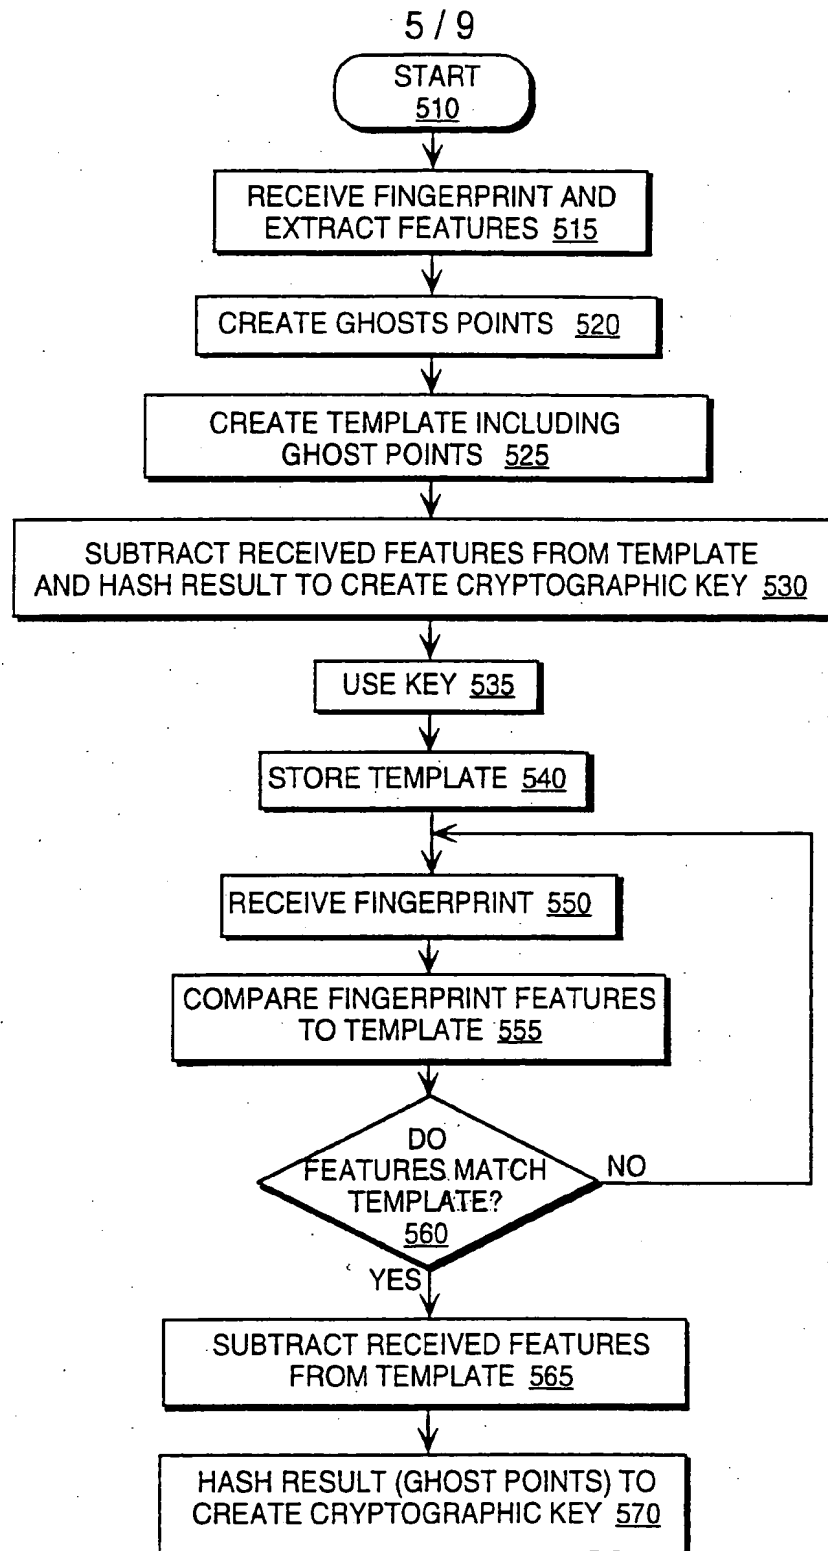 5 / 9
START
510
RECEIVE FINGERPRINT AND
EXTRACT FEATURES 515
CREATE GHOSTS POINTS 520
CREATE TEMPLATE INCLUDING
GHOST POINTS 525
SUBTRACT RECEIVED FEATURES FROM TEMPLATE
AND HASH RESULT TO CREATE CRYPTOGRAPHIC KEY 530
USE KEY 535
STORE TEMPLATE 540
RECEIVE FINGERPRINT 550
COMPARE FINGERPRINT FEATURES
TO TEMPLATE 555
DO
FEATURES MATCH
TEMPLATE?
560
NO
YES
SUBTRACT RECEIVED FEATURES
FROM TEMPLATE 565
HASH RESULT (GHOST POINTS) TO
CREATE CRYPTOGRAPHIC KEY 570